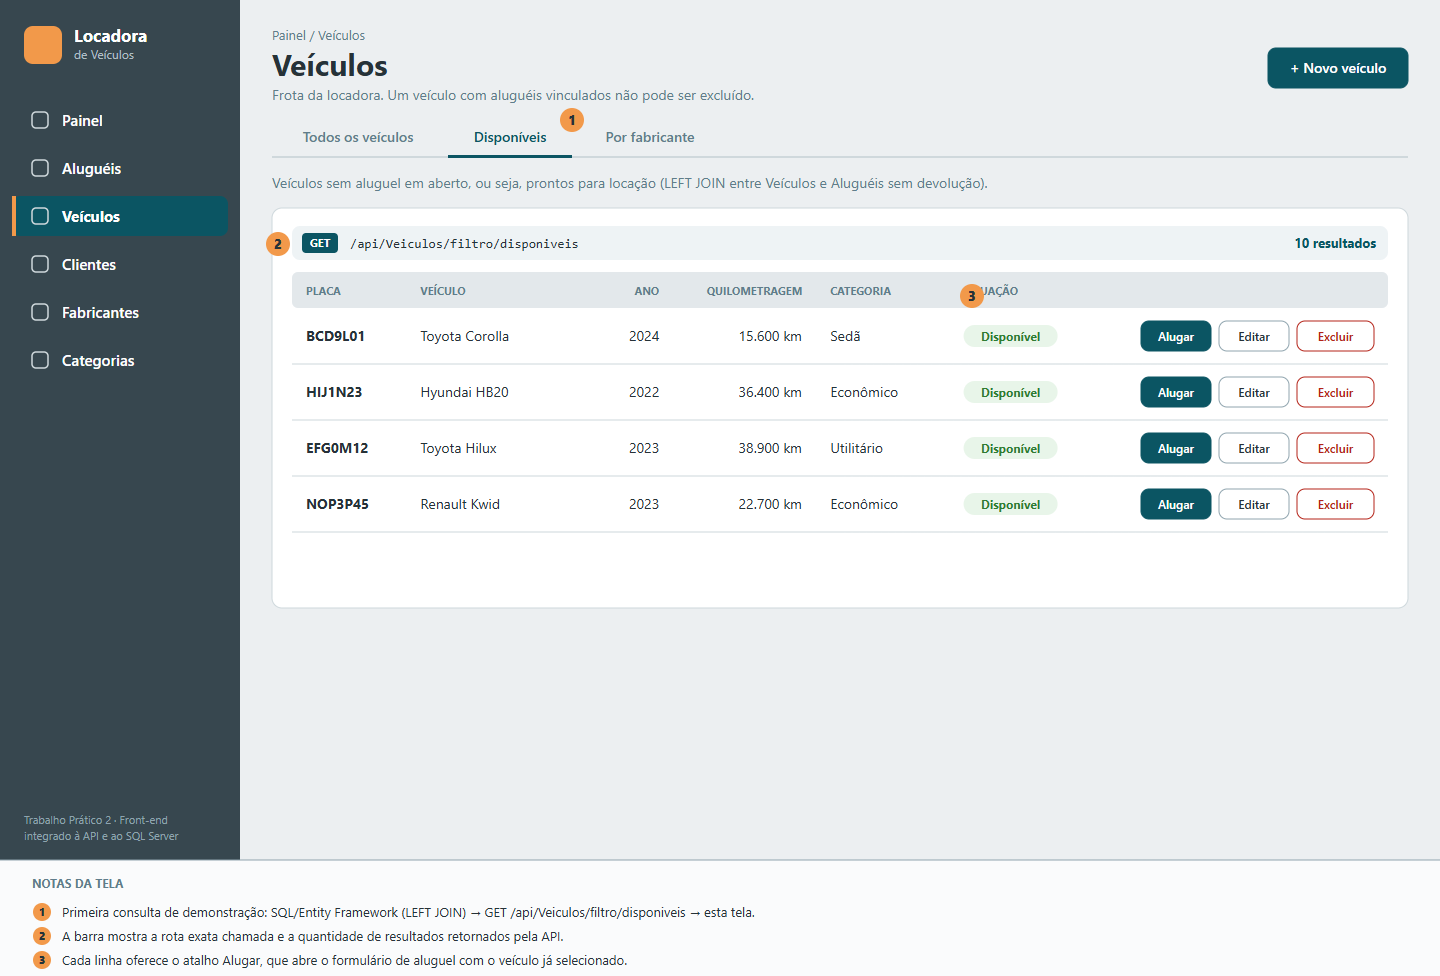 Locadora
de Veículos
Painel
Aluguéis
Veículos
Clientes
Fabricantes
Categorias
Trabalho Prático 2 · Front-end
integrado à API e ao SQL Server
Painel / Veículos
Veículos
Frota da locadora. Um veículo com aluguéis vinculados não pode ser excluído.
+ Novo veículo
Todos os veículos Disponíveis 1 Por fabricante
Veículos sem aluguel em aberto, ou seja, prontos para locação (LEFT JOIN entre Veículos e Aluguéis sem devolução).
2 GET /api/Veiculos/filtro/disponiveis 10 resultados
PLACA VEÍCULO ANO QUILOMETRAGEM CATEGORIA 3 UAÇÃO
BCD9L01 Toyota Corolla 2024 15.600 km Sedã Disponível Alugar Editar Excluir
HIJ1N23 Hyundai HB20 2022 36.400 km Econômico Disponível Alugar Editar Excluir
EFG0M12 Toyota Hilux 2023 38.900 km Utilitário Disponível Alugar Editar Excluir
NOP3P45 Renault Kwid 2023 22.700 km Econômico Disponível Alugar Editar Excluir
NOTAS DA TELA
1 Primeira consulta de demonstração: SQL/Entity Framework (LEFT JOIN) → GET /api/Veiculos/filtro/disponiveis → esta tela.
2 A barra mostra a rota exata chamada e a quantidade de resultados retornados pela API.
3 Cada linha oferece o atalho Alugar, que abre o formulário de aluguel com o veículo já selecionado.